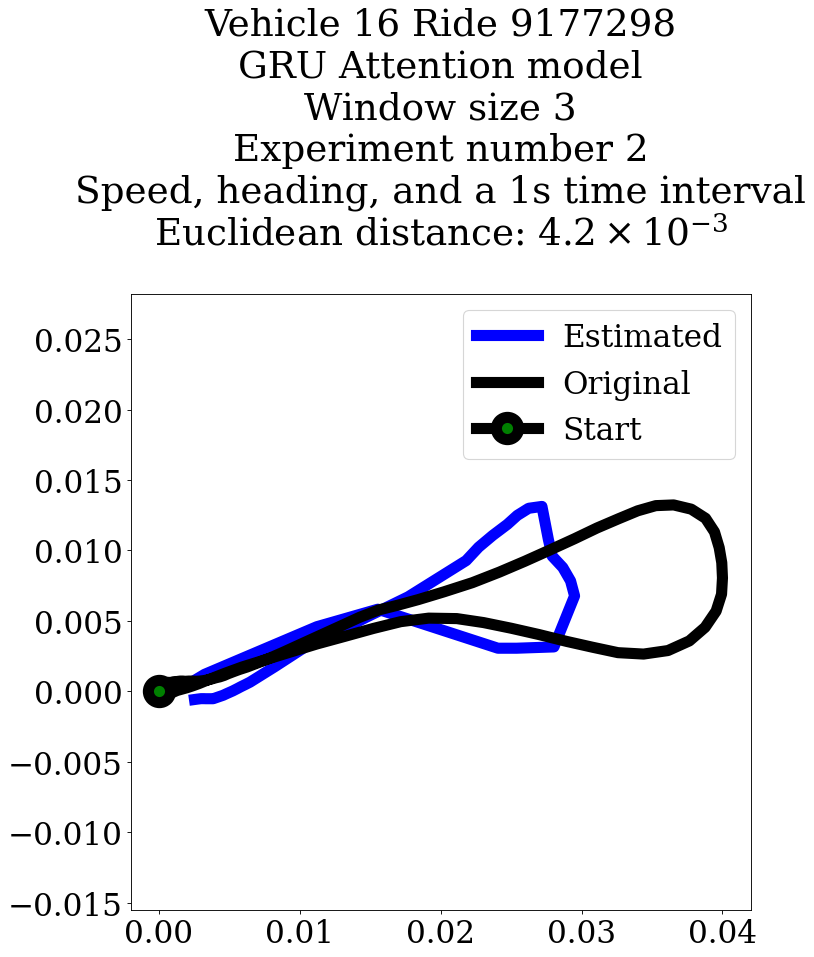 Vehicle 16 Ride 9177298
GRU Attention model
Window size 3
Experiment number 2
Speed, heading, and a 1s time interval
Euclidean distance: 4.2 × 10⁻³
Estimated
Original
Start
0.025
0.020
0.015
0.010
0.005
0.000
−0.005
−0.010
−0.015
0.00 0.01 0.02 0.03 0.04